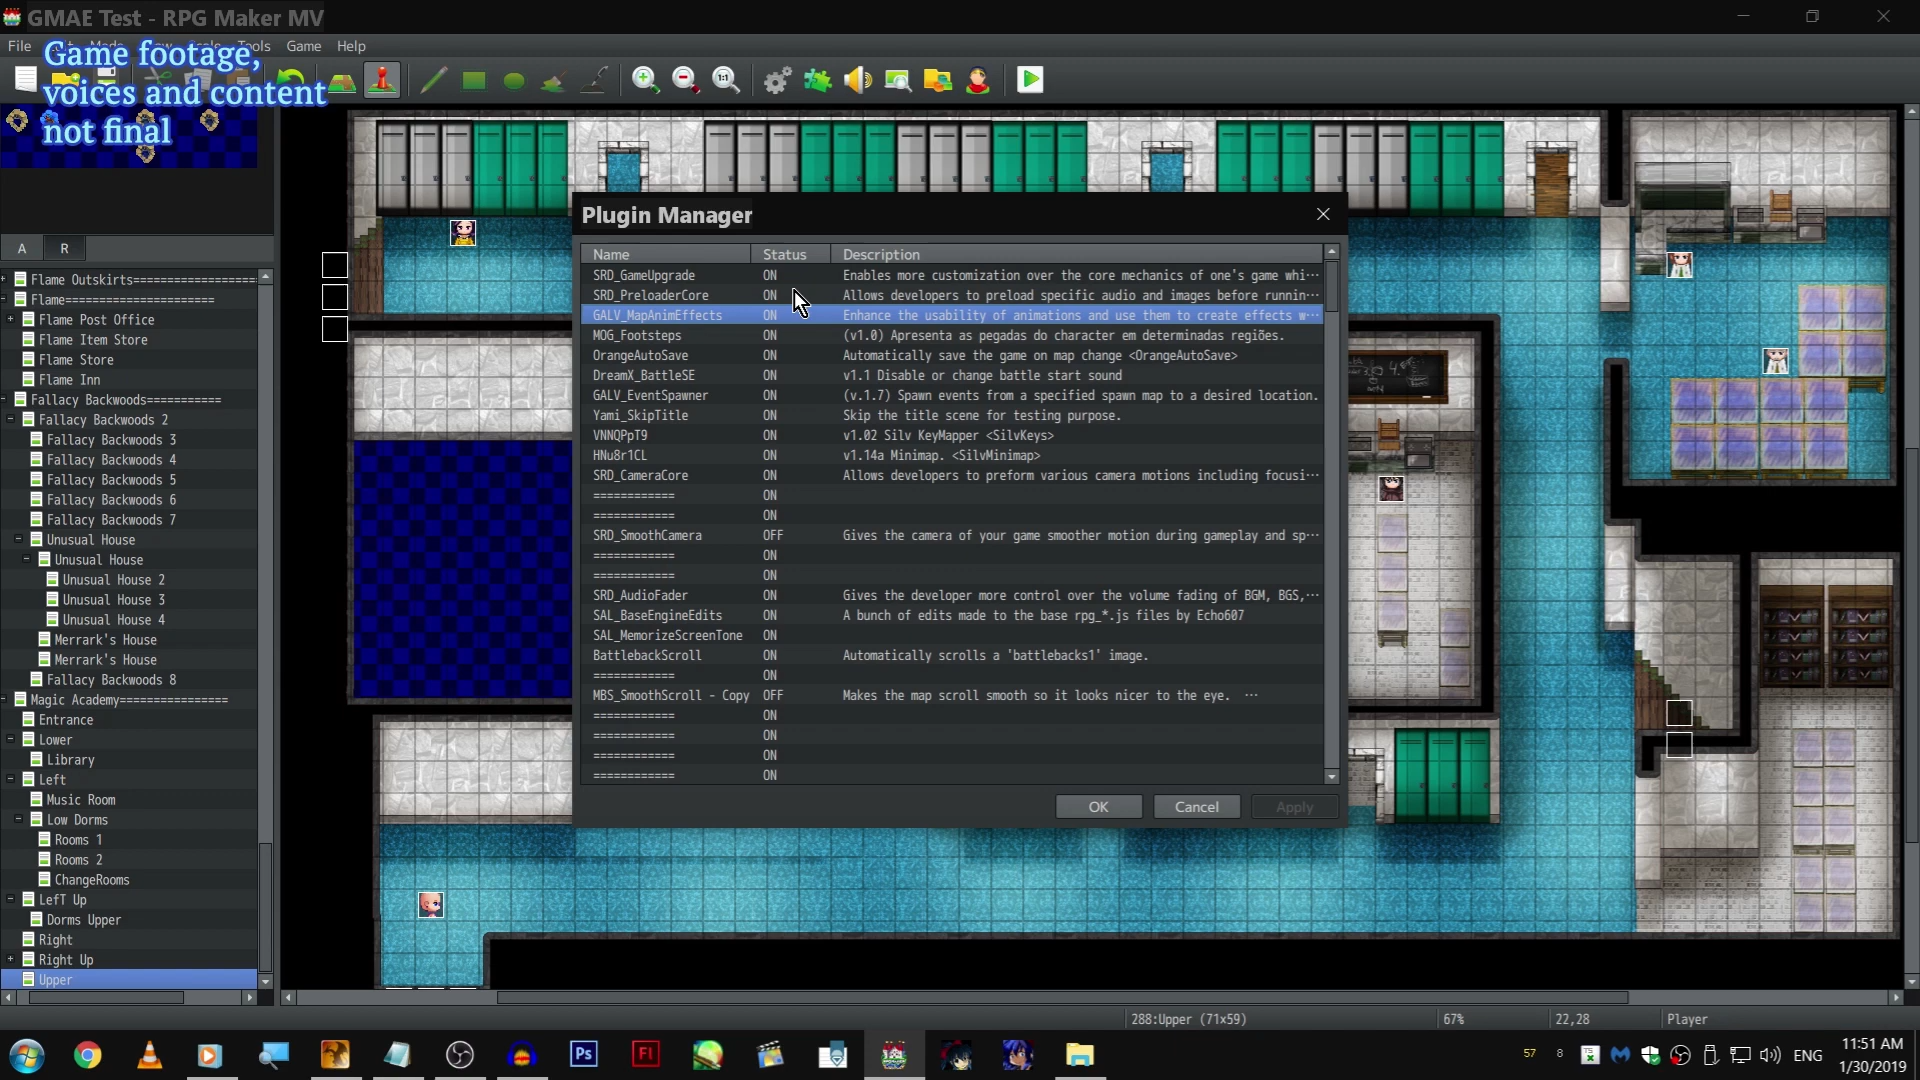 GMAE Test - RPG Maker MV
File
Tools
Game
Help
Game footage,
voices and content
not final
A
R
Flame Outskirts===================
Flame======================
Flame Post Office
Flame Item Store
Flame Store
Flame Inn
Fallacy Backwoods===========
Fallacy Backwoods 2
Fallacy Backwoods 3
Fallacy Backwoods 4
Fallacy Backwoods 5
Fallacy Backwoods 6
Fallacy Backwoods 7
Unusual House
Unusual House
Unusual House 2
Unusual House 3
Unusual House 4
Merrark's House
Merrark's House
Fallacy Backwoods 8
Magic Academy================
Entrance
Lower
Library
Left
Music Room
Low Dorms
Rooms 1
Rooms 2
ChangeRooms
LefT Up
Dorms Upper
Right
Right Up
Upper
Plugin Manager
Name Status Description
SRD_GameUpgrade ON Enables more customization over the core mechanics of one's game whi···
SRD_PreloaderCore ON Allows developers to preload specific audio and images before runnin···
GALV_MapAnimEffects ON Enhance the usability of animations and use them to create effects w···
MOG_Footsteps ON (v1.0) Apresenta as pegadas do character em determinadas regiões.
OrangeAutoSave ON Automatically save the game on map change <OrangeAutoSave>
DreamX_BattleSE ON v1.1 Disable or change battle start sound
GALV_EventSpawner ON (v.1.7) Spawn events from a specified spawn map to a desired location.
Yami_SkipTitle ON Skip the title scene for testing purpose.
VNNQPpT9 ON v1.02 Silv KeyMapper <SilvKeys>
HNu8r1CL ON v1.14a Minimap. <SilvMinimap>
SRD_CameraCore ON Allows developers to preform various camera motions including focusi···
============ ON
============ ON
SRD_SmoothCamera OFF Gives the camera of your game smoother motion during gameplay and sp···
============ ON
============ ON
SRD_AudioFader ON Gives the developer more control over the volume fading of BGM, BGS,···
SAL_BaseEngineEdits ON A bunch of edits made to the base rpg_*.js files by Echo607
SAL_MemorizeScreenTone ON
BattlebackScroll ON Automatically scrolls a 'battlebacks1' image.
============ ON
MBS_SmoothScroll - Copy OFF Makes the map scroll smooth so it looks nicer to the eye. ···
============ ON
============ ON
============ ON
============ ON
OK
Cancel
Apply
288:Upper (71x59)
67%
22,28
Player
Ps
Fl
57
8
ENG
11:51 AM
1/30/2019